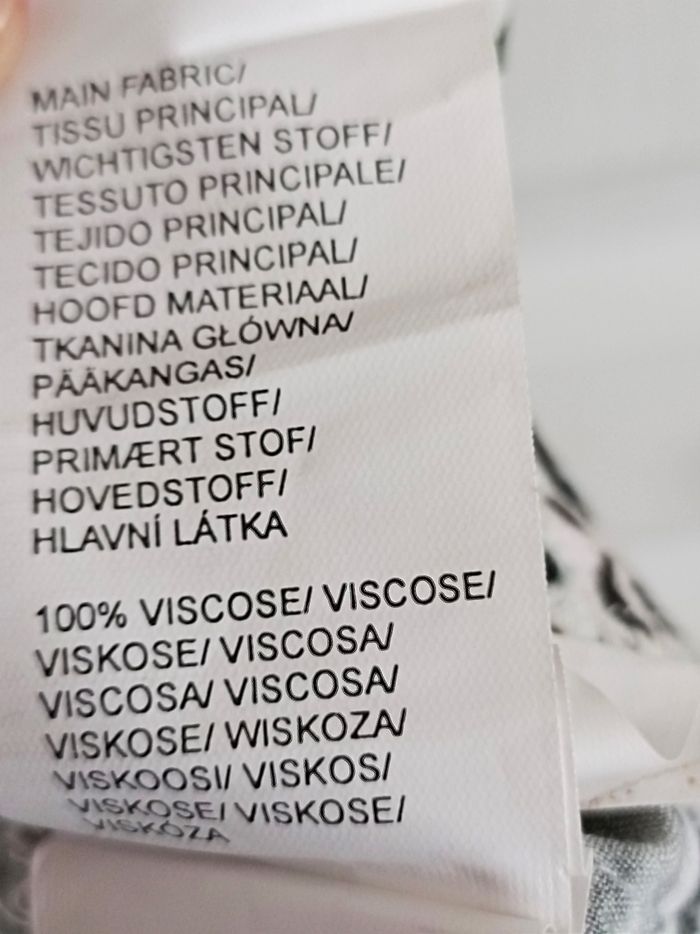 MAIN FABRIC/
TISSU PRINCIPAL/
WICHTIGSTEN STOFF/
TESSUTO PRINCIPALE/
TEJIDO PRINCIPAL/
TECIDO PRINCIPAL/
HOOFD MATERIAAL/
TKANINA GŁÓWNA/
PÄÄKANGAS/
HUVUDSTOFF/
PRIMÆRT STOF/
HOVEDSTOFF/
HLAVNÍ LÁTKA
100% VISCOSE/ VISCOSE/
VISKOSE/ VISCOSA/
VISCOSA/ VISCOSA/
VISKOSE/ WISKOZA/
VISKOOSI/ VISKOS/
VISKOSE/ VISKOSE/
VISKÓZA